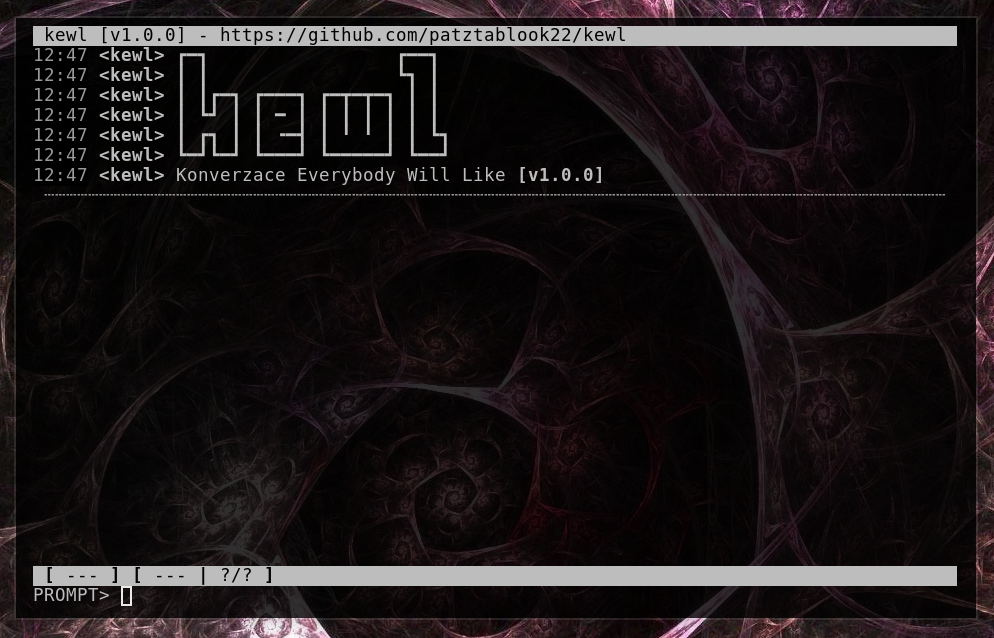 kewl [v1.0.0] - https://github.com/patztablook22/kewl
12:47 <kewl>
12:47 <kewl>
12:47 <kewl>
12:47 <kewl> kewl
12:47 <kewl>
12:47 <kewl>
12:47 <kewl> Konverzace Everybody Will Like [v1.0.0]
[ --- ] [ --- | ?/? ]
PROMPT>